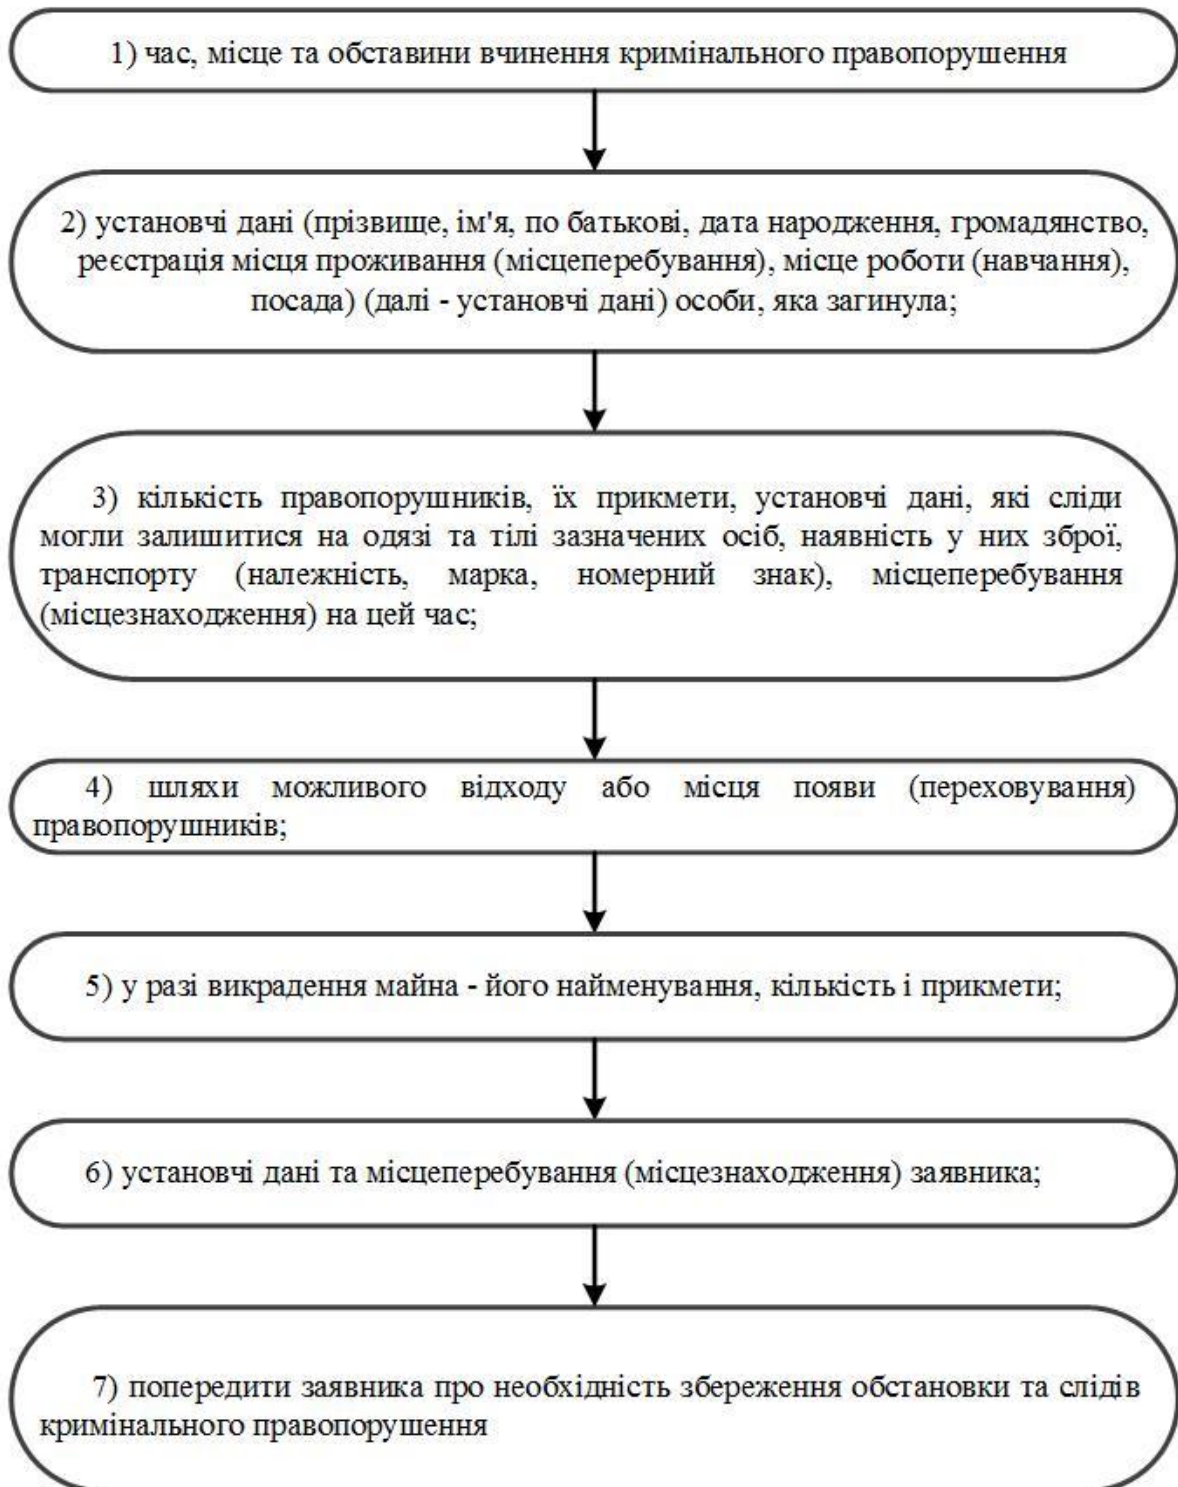 1) час, місце та обставини вчинення кримінального правопорушення
2) установчі дані (прізвище, ім'я, по батькові, дата народження, громадянство,
реєстрація місця проживання (місцеперебування), місце роботи (навчання),
посада) (далі - установчі дані) особи, яка загинула;
3) кількість правопорушників, їх прикмети, установчі дані, які сліди
могли залишитися на одязі та тілі зазначених осіб, наявність у них зброї,
транспорту (належність, марка, номерний знак), місцеперебування
(місцезнаходження) на цей час;
4) шляхи можливого відходу або місця появи (переховування)
правопорушників;
5) у разі викрадення майна - його найменування, кількість і прикмети;
6) установчі дані та місцеперебування (місцезнаходження) заявника;
7) попередити заявника про необхідність збереження обстановки та слідів
кримінального правопорушення